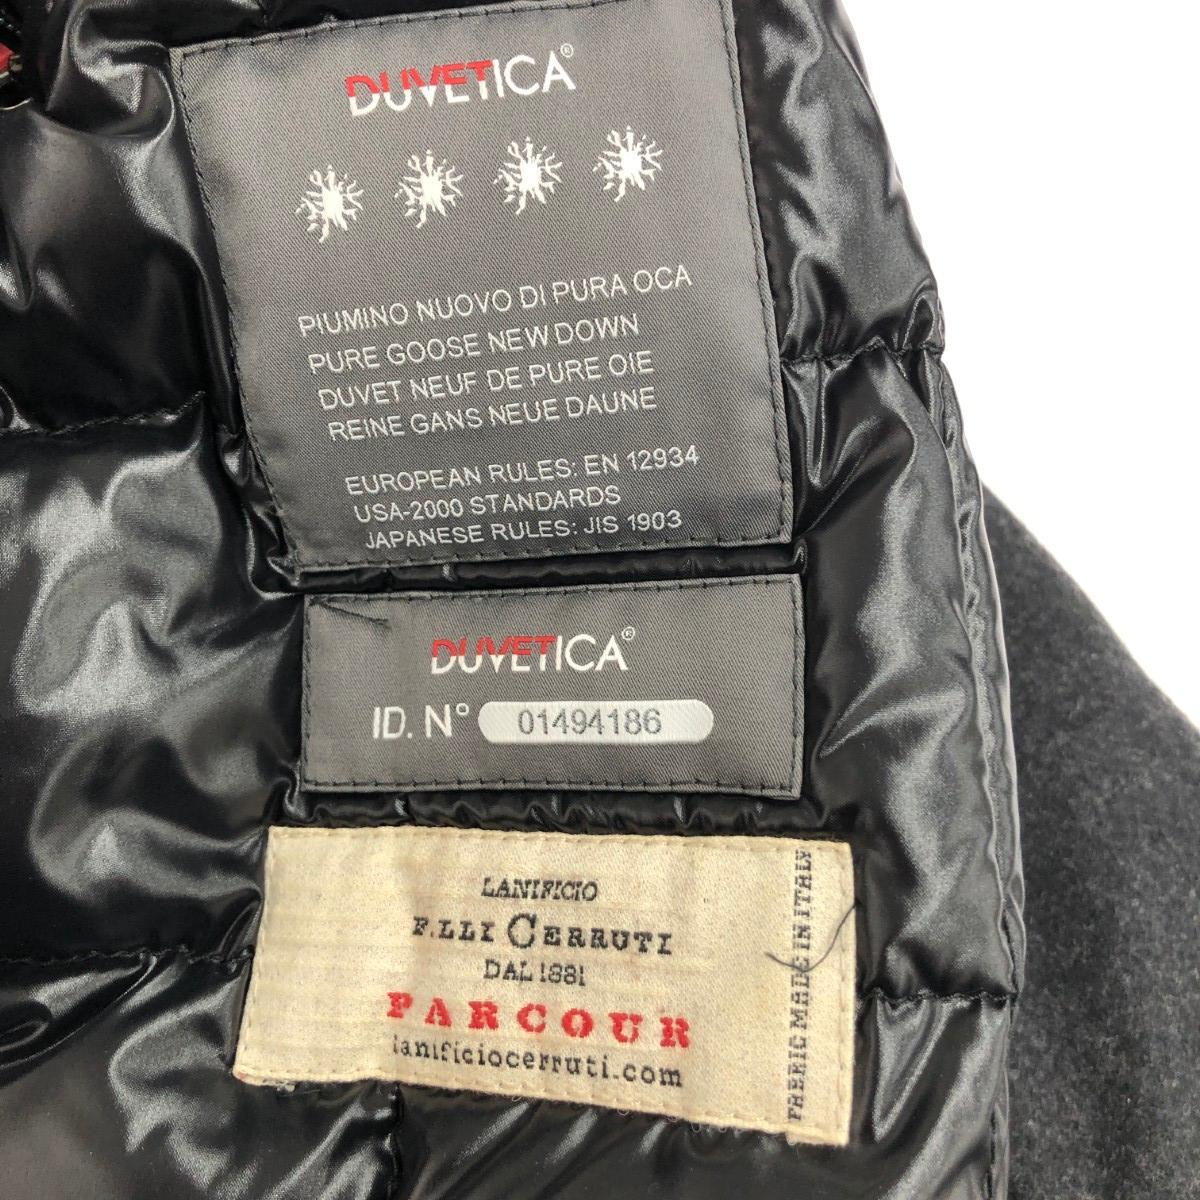 DUVETICA®
PIUMINO NUOVO DI PURA OCA
PURE GOOSE NEW DOWN
DUVET NEUF DE PURE OIE
REINE GANS NEUE DAUNE
EUROPEAN RULES: EN 12934
USA-2000 STANDARDS
JAPANESE RULES: JIS 1903
DUVETICA®
ID. N° 01494186
LANIFICIO
F.LLI CERRUTI
DAL 1881
PARCOUR
lanificiocerruti.com
FABRIC MADE IN ITALY